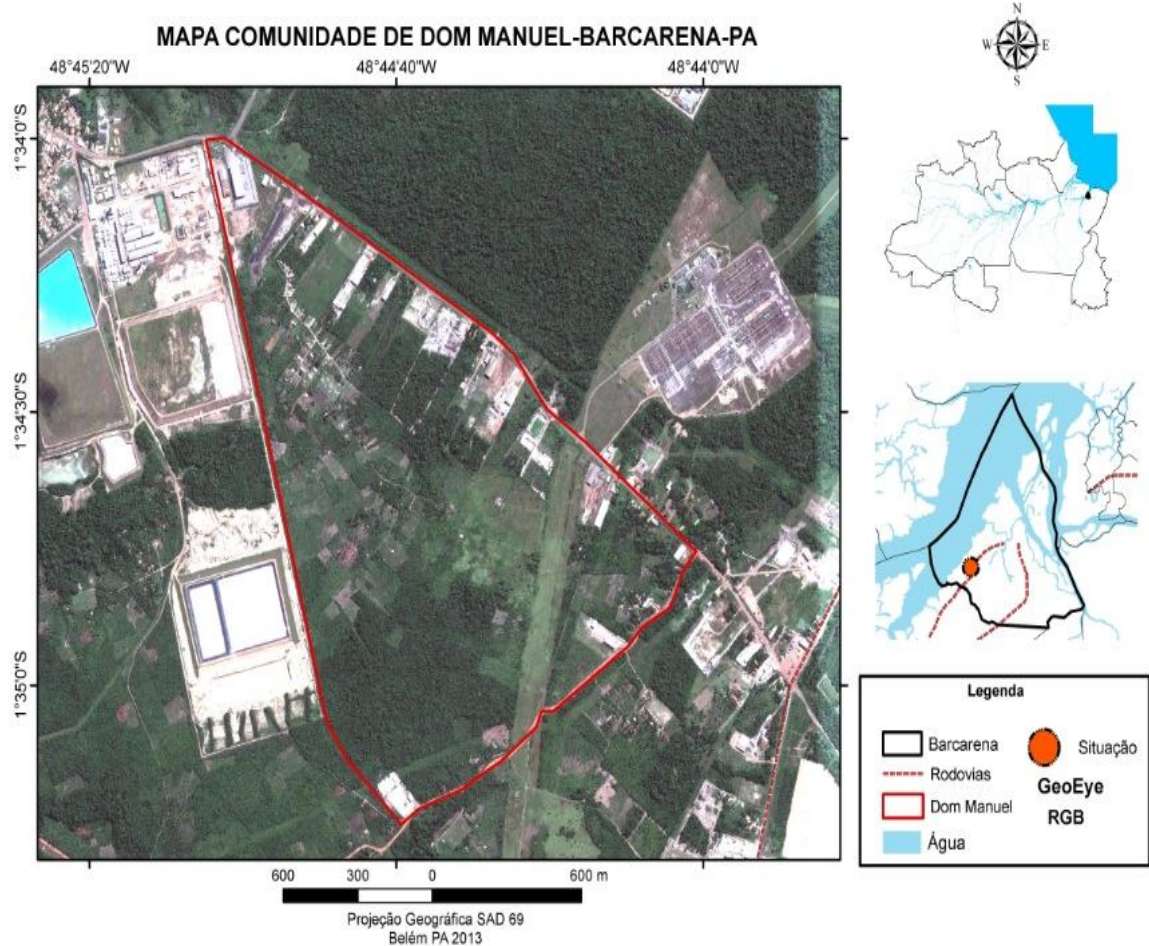 MAPA COMUNIDADE DE DOM MANUEL-BARCARENA-PA
48°45'20"W
48°44'40"W
48°44'0"W
1°34'0"S
1°34'30"S
1°35'0"S
N
W
E
S
Legenda
Barcarena
Situação
Rodovias
GeoEye
Dom Manuel
RGB
Água
600 300 0 600 m
Projeção Geográfica SAD 69
Belém PA 2013